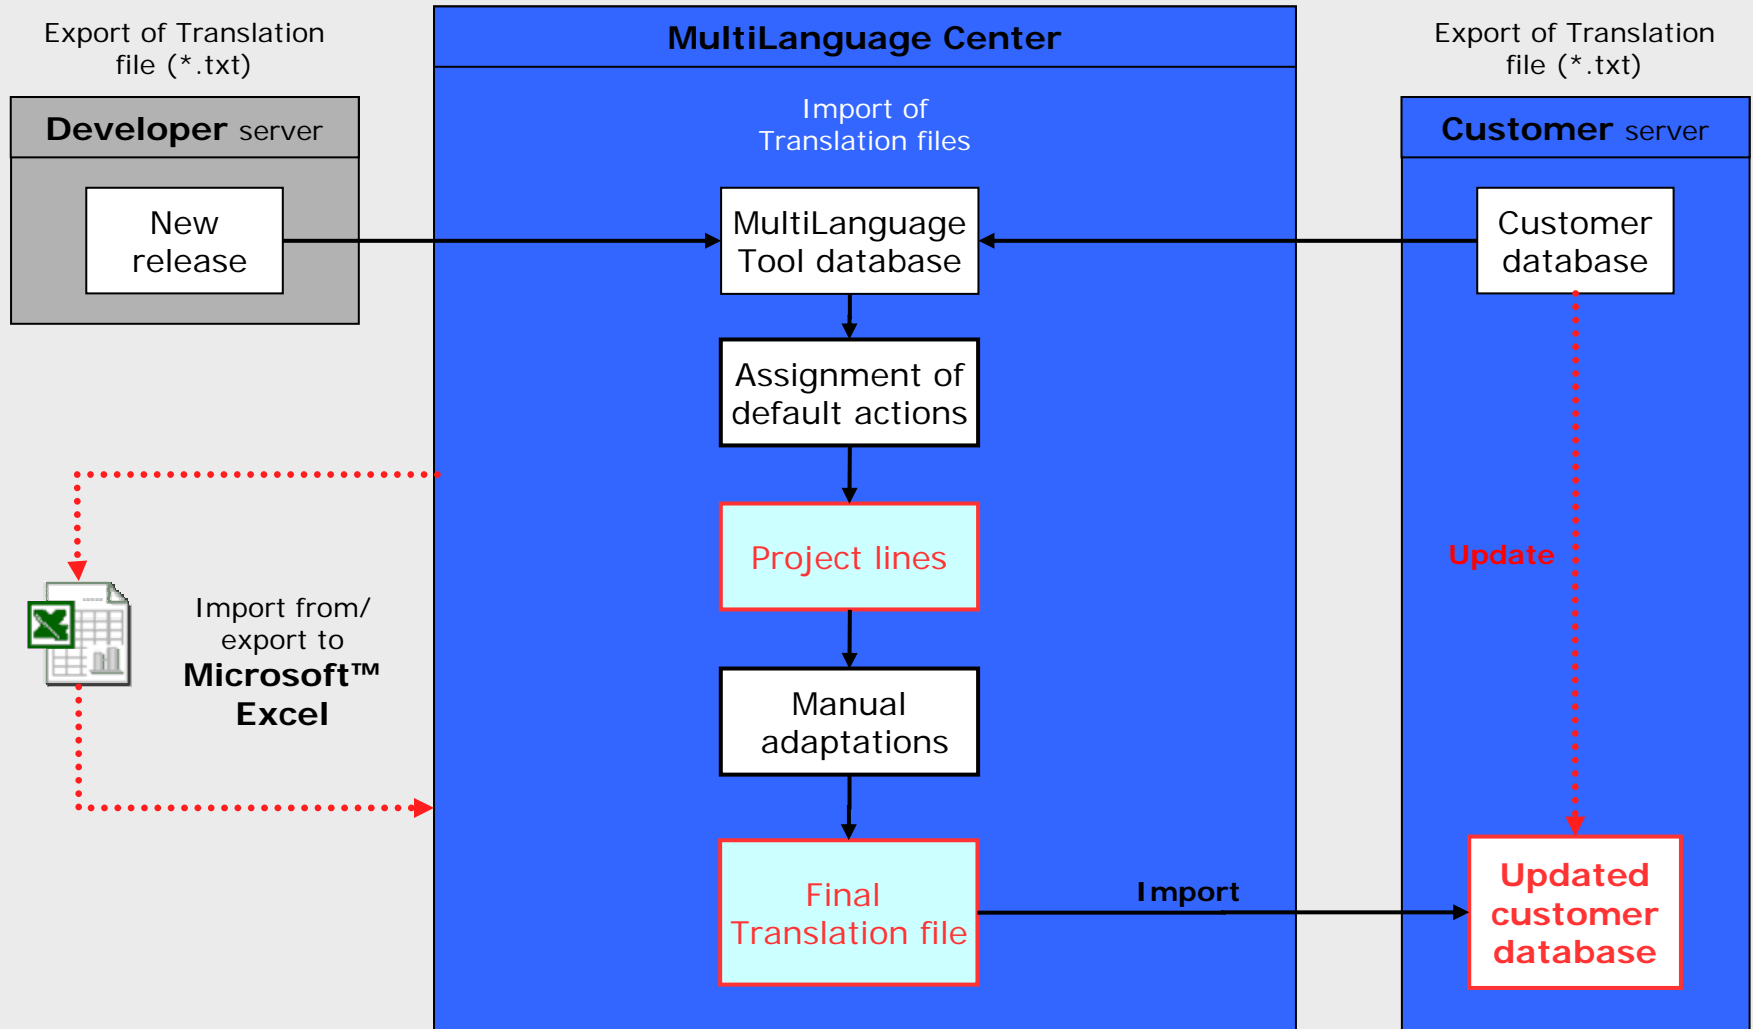 Export of Translation
file (*.txt)
MultiLanguage Center
Export of Translation
file (*.txt)
Developer server
Import of
Translation files
Customer server
New
release
MultiLanguage
Tool database
Customer
database
Assignment of
default actions
Project lines
Update
Import from/
export to
Microsoft™
Excel
Manual
adaptations
Final
Translation file
Import
Updated
customer
database